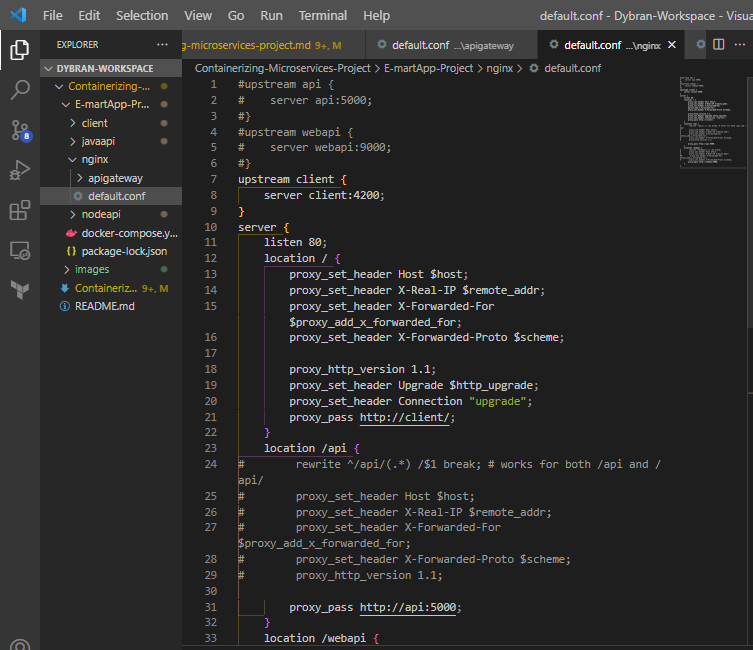 File Edit Selection View Go Run Terminal Help default.conf - Dybran-Workspace - Visua
EXPLORER ···
g-microservices-project.md 9+, M default.conf ...\apigateway default.conf ...\nginx
DYBRAN-WORKSPACE
Containerizing-Microservices-Project > E-martApp-Project > nginx > default.conf
Containerizing-...
E-martApp-Pr...
client
javaapi
nginx
apigateway
default.conf
nodeapi
docker-compose.y...
package-lock.json
images
Containeriz... 9+, M
README.md
8
1 #upstream api {
2 #    server api:5000;
3 #}
4 #upstream webapi {
5 #    server webapi:9000;
6 #}
7 upstream client {
8     server client:4200;
9 }
10 server {
11     listen 80;
12     location / {
13         proxy_set_header Host $host;
14         proxy_set_header X-Real-IP $remote_addr;
15         proxy_set_header X-Forwarded-For
$proxy_add_x_forwarded_for;
16         proxy_set_header X-Forwarded-Proto $scheme;
17
18         proxy_http_version 1.1;
19         proxy_set_header Upgrade $http_upgrade;
20         proxy_set_header Connection "upgrade";
21         proxy_pass http://client/;
22     }
23     location /api {
24 #        rewrite ^/api/(.*) /$1 break; # works for both /api and /
api/
25 #        proxy_set_header Host $host;
26 #        proxy_set_header X-Real-IP $remote_addr;
27 #        proxy_set_header X-Forwarded-For
$proxy_add_x_forwarded_for;
28 #        proxy_set_header X-Forwarded-Proto $scheme;
29 #        proxy_http_version 1.1;
30
31         proxy_pass http://api:5000;
32     }
33     location /webapi {